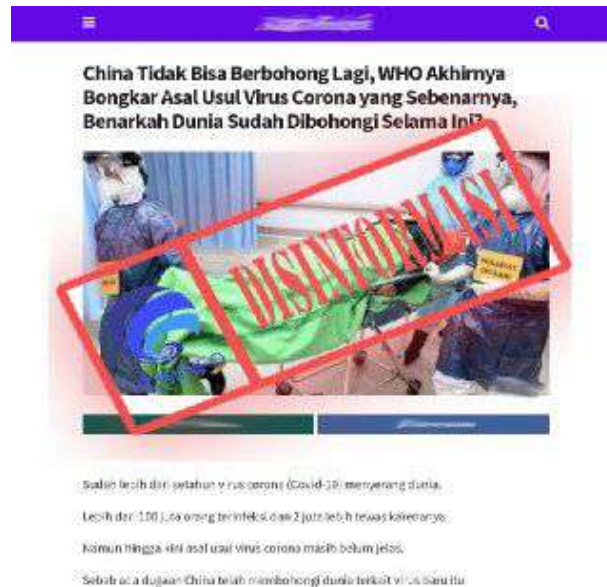 China Tidak Bisa Berbohong Lagi, WHO Akhirnya
Bongkar Asal Usul Virus Corona yang Sebenarnya,
Benarkah Dunia Sudah Dibohongi Selama Ini?
DISINFORMASI
Sudah lebih dari setahun virus corona (Covid-19) menyerang dunia.
Lebih dari 100 juta orang terinfeksi dan 2 juta lebih tewas karenanya.
Namun hingga kini asal usul virus corona masih belum jelas.
Sebab ada dugaan China telah membohongi dunia terkait virus baru itu.